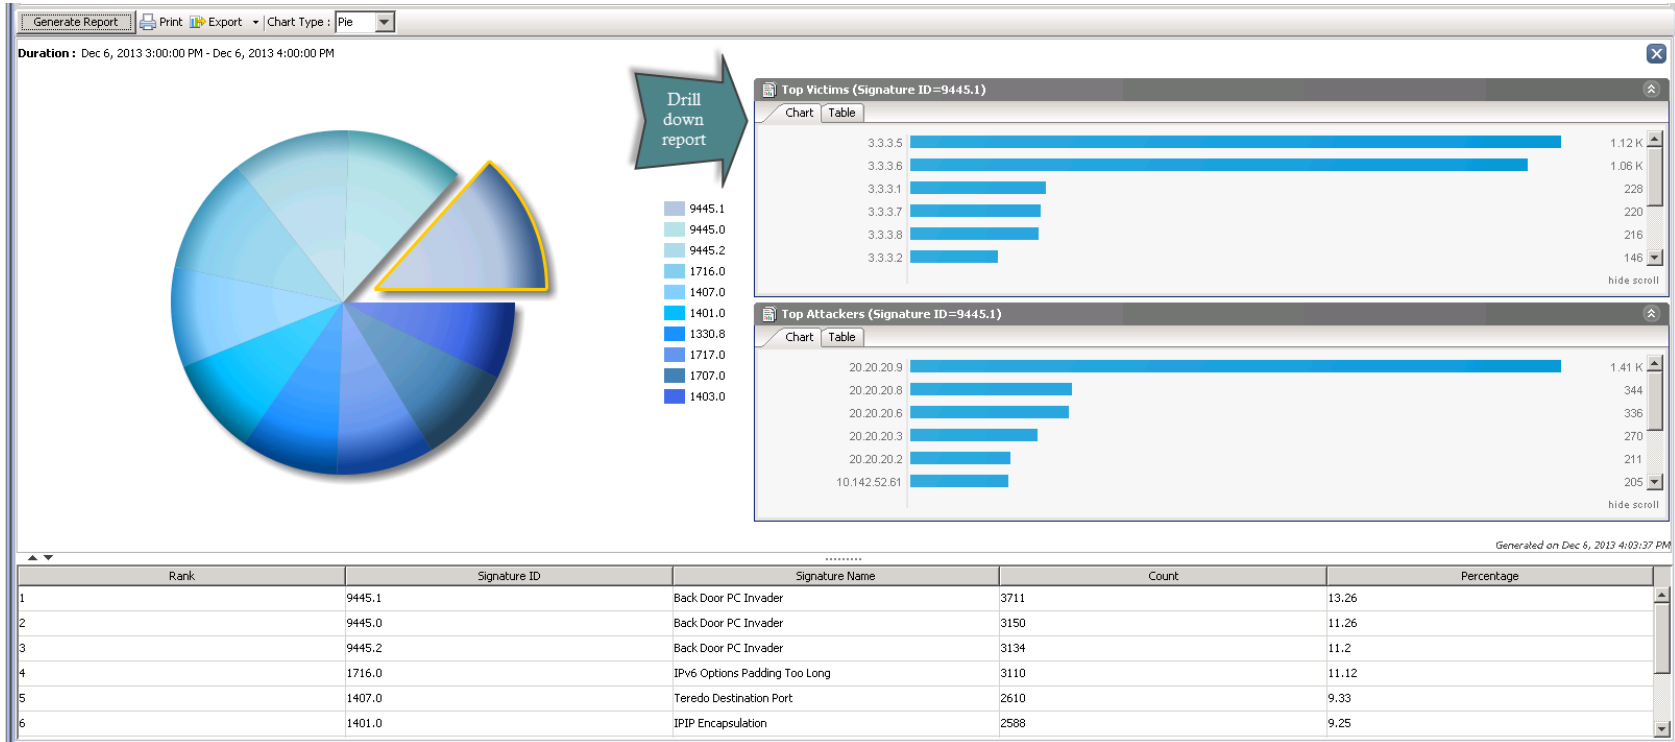 Generate Report Print Export Chart Type : Pie
Duration : Dec 6, 2013 3:00:00 PM - Dec 6, 2013 4:00:00 PM
Drill
down
report
9445.1
9445.0
9445.2
1716.0
1407.0
1401.0
1330.8
1717.0
1707.0
1403.0
Top Victims (Signature ID=9445.1)
Chart Table
3.3.3.5 1.12 K
3.3.3.6 1.06 K
3.3.3.1 228
3.3.3.7 220
3.3.3.8 216
3.3.3.2 146
hide scroll
Top Attackers (Signature ID=9445.1)
Chart Table
20.20.20.9 1.41 K
20.20.20.8 344
20.20.20.6 336
20.20.20.3 270
20.20.20.2 211
10.142.52.61 205
hide scroll
Generated on Dec 6, 2013 4:03:37 PM
Rank Signature ID Signature Name Count Percentage
1 9445.1 Back Door PC Invader 3711 13.26
2 9445.0 Back Door PC Invader 3150 11.26
3 9445.2 Back Door PC Invader 3134 11.2
4 1716.0 IPv6 Options Padding Too Long 3110 11.12
5 1407.0 Teredo Destination Port 2610 9.33
6 1401.0 IPIP Encapsulation 2588 9.25